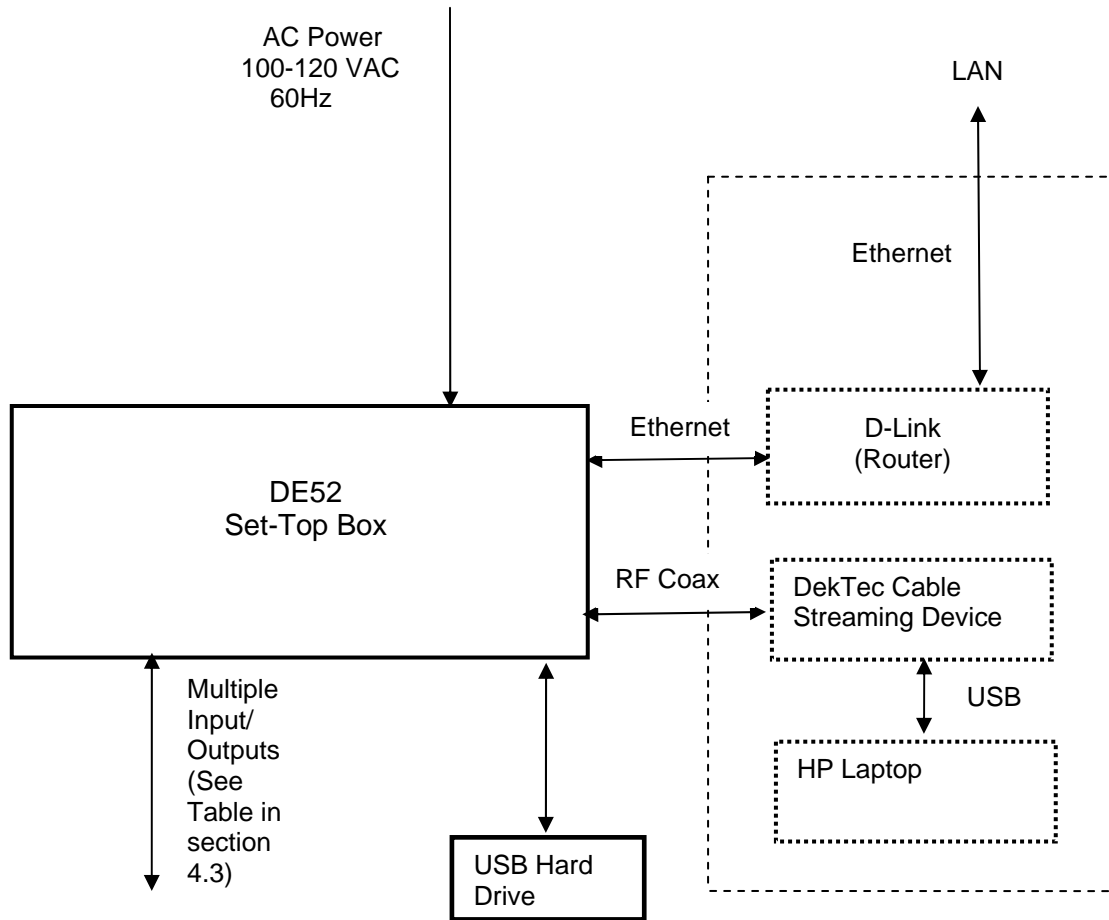 AC Power
100-120 VAC
60Hz
LAN
Ethernet
Ethernet
D-Link
(Router)
DE52
Set-Top Box
RF Coax
DekTec Cable
Streaming Device
USB
HP Laptop
Multiple
Input/
Outputs
(See
Table in
section
4.3)
USB Hard
Drive